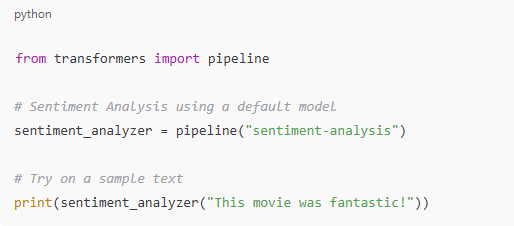 python
from transformers import pipeline
# Sentiment Analysis using a default model
sentiment_analyzer = pipeline("sentiment-analysis")
# Try on a sample text
print(sentiment_analyzer("This movie was fantastic!"))